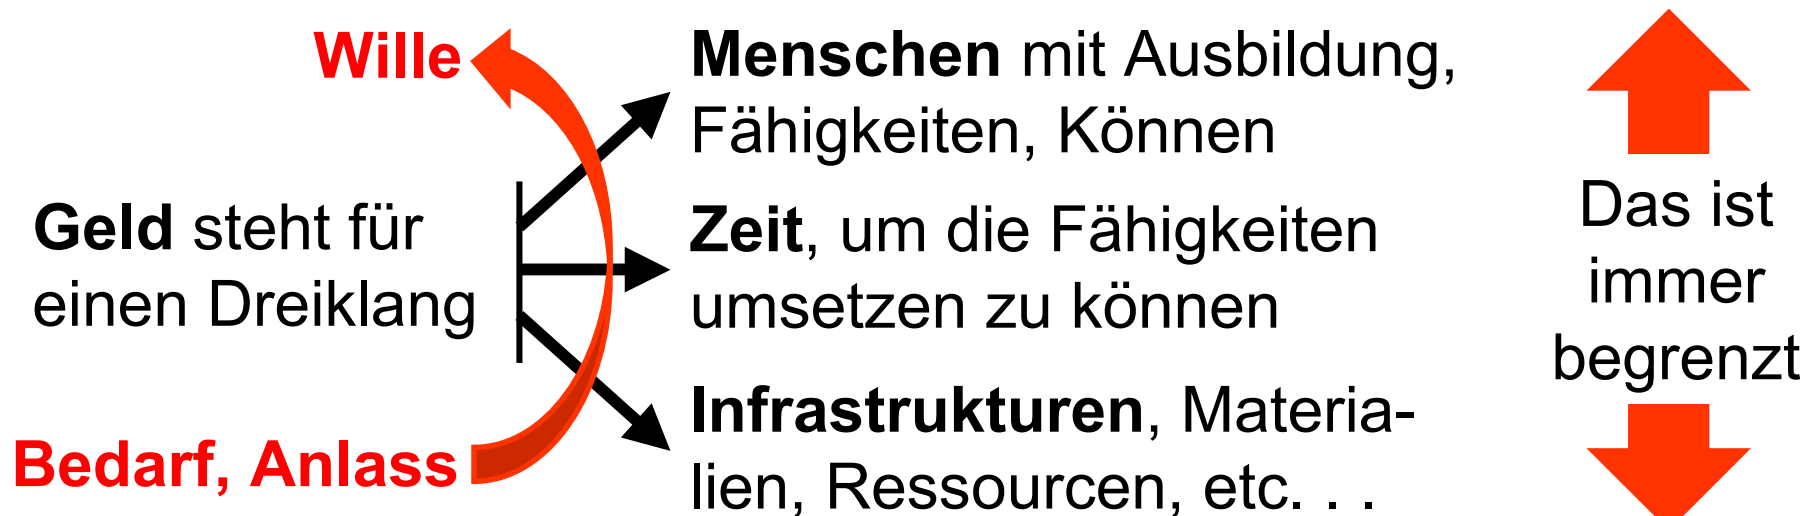 Wille
Geld steht für
einen Dreiklang
Bedarf, Anlass
Menschen mit Ausbildung,
Fähigkeiten, Können
Zeit, um die Fähigkeiten
umsetzen zu können
Infrastrukturen, Materia-
lien, Ressourcen, etc. . .
Das ist
immer
begrenzt